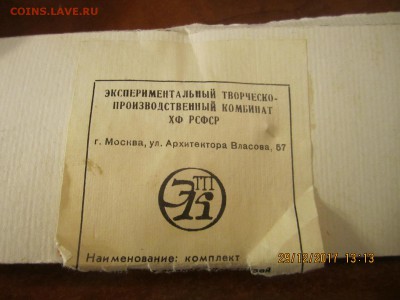 COINS.LAVE.RU
ЭКСПЕРИМЕНТАЛЬНЫЙ ТВОРЧЕСКО-
ПРОИЗВОДСТВЕННЫЙ КОМБИНАТ
ХФ РСФСР
г. Москва, ул. Архитектора Власова, 57
ЭТПК
Наименование: комплект
29/12/2017 13:13